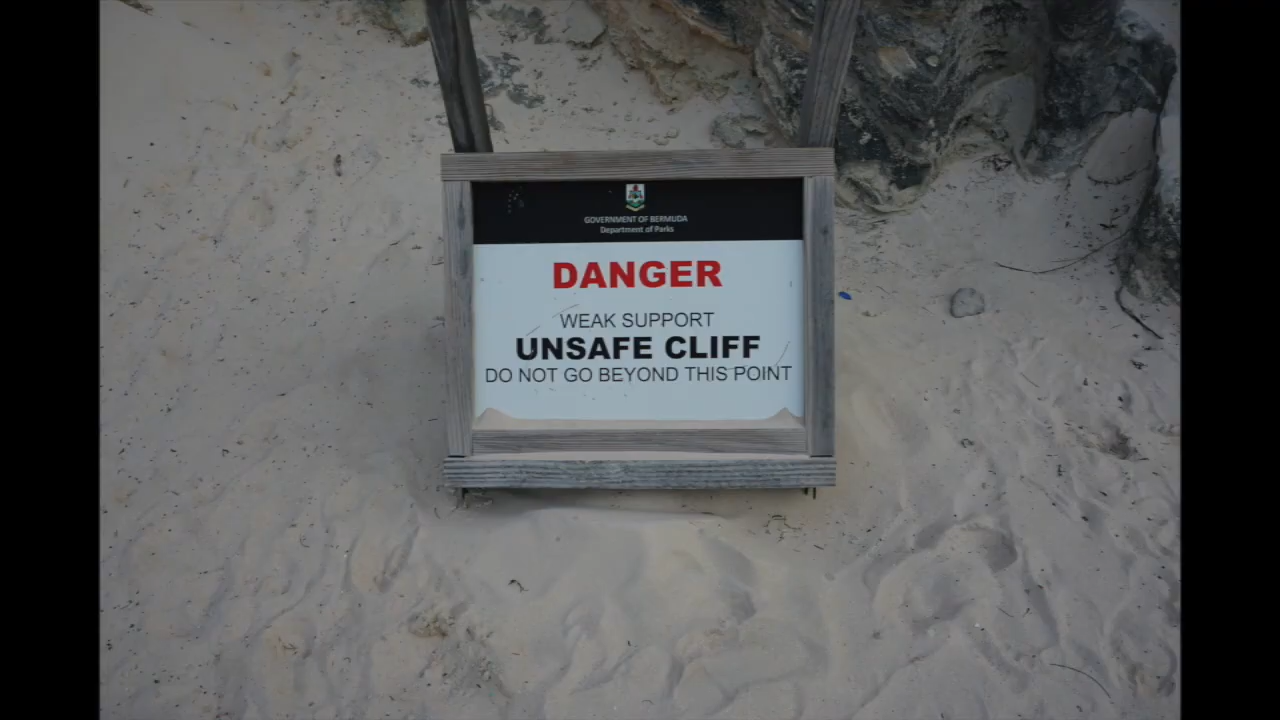 GOVERNMENT OF BERMUDA
Department of Parks
DANGER
WEAK SUPPORT
UNSAFE CLIFF
DO NOT GO BEYOND THIS POINT